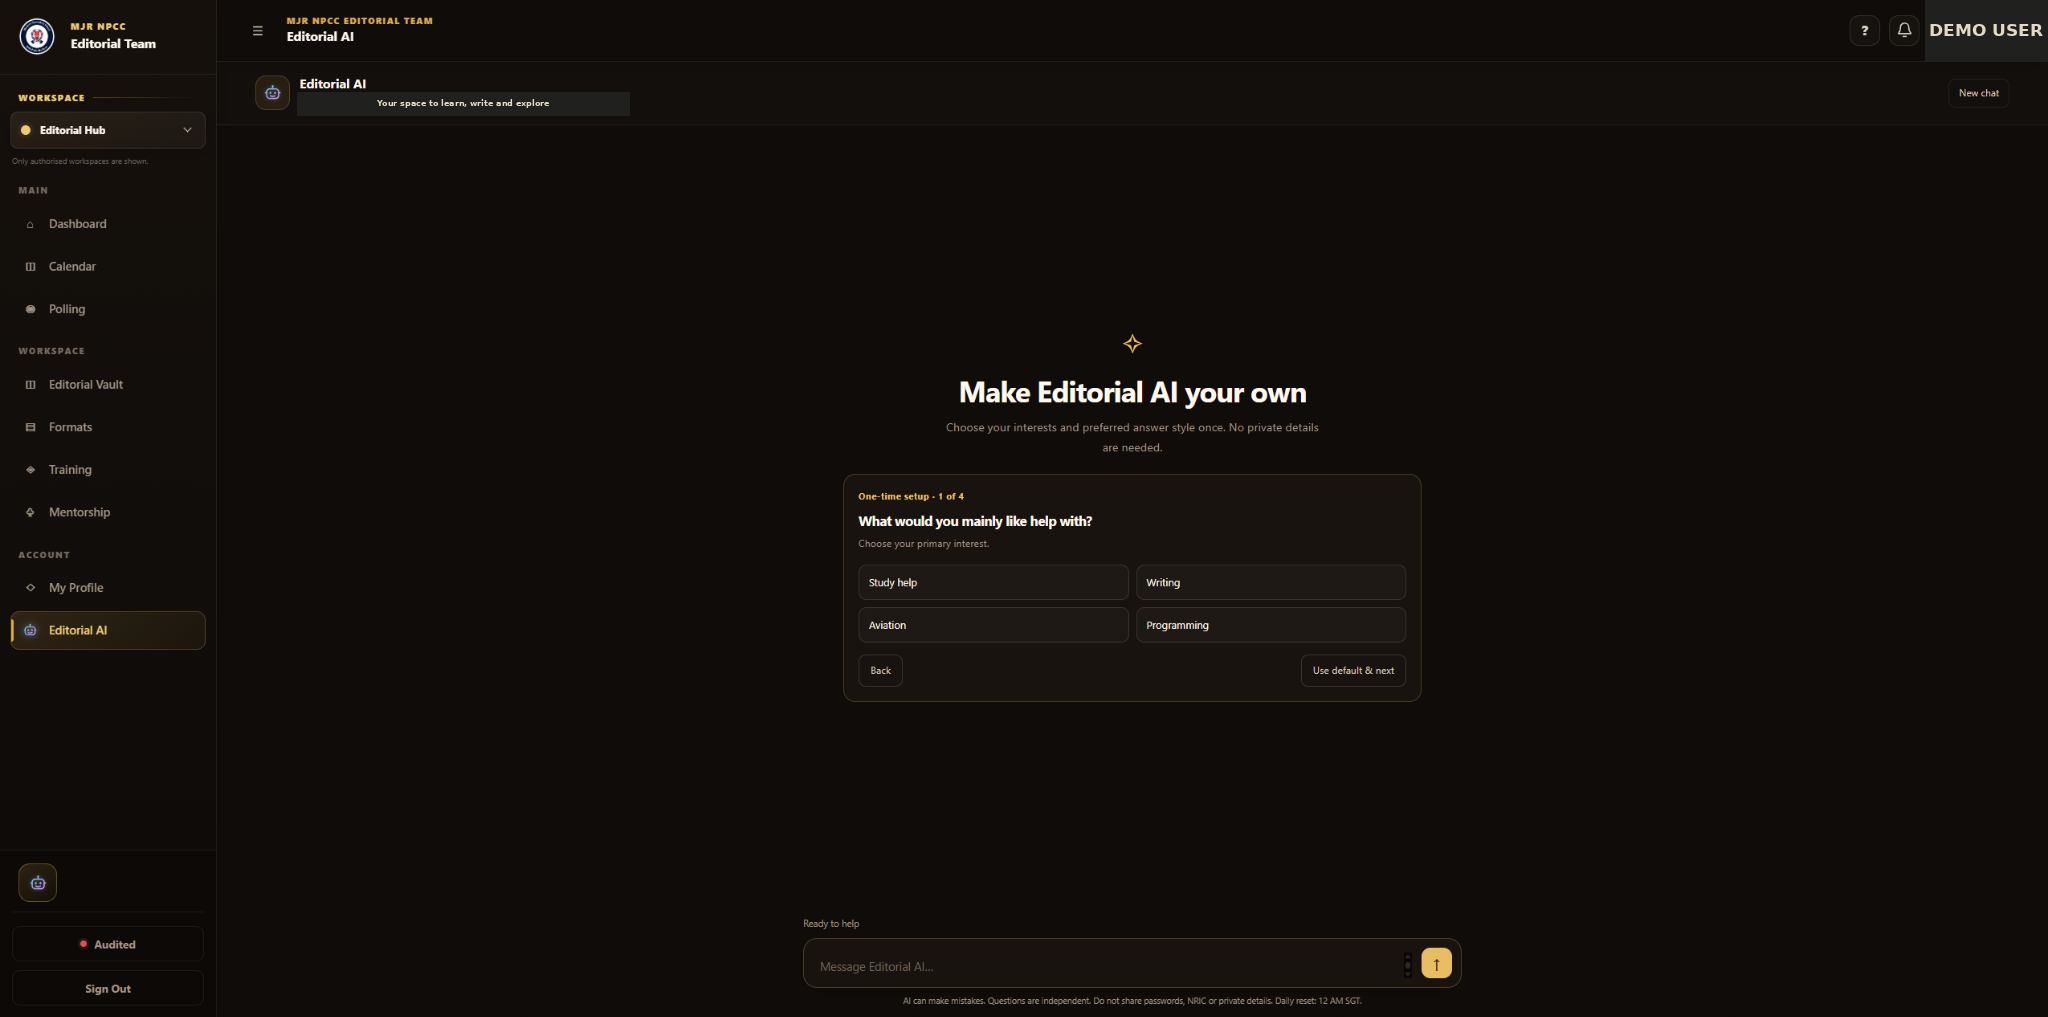 MJR NPCC
Editorial Team
WORKSPACE
Editorial Hub
Only authorised workspaces are shown.
MAIN
Dashboard
Calendar
Polling
WORKSPACE
Editorial Vault
Formats
Training
Mentorship
ACCOUNT
My Profile
Editorial AI
Audited
Sign Out
MJR NPCC EDITORIAL TEAM
Editorial AI
?
DEMO USER
Editorial AI
Your space to learn, write and explore
New chat
Make Editorial AI your own
Choose your interests and preferred answer style once. No private details
are needed.
One-time setup · 1 of 4
What would you mainly like help with?
Choose your primary interest.
Study help
Writing
Aviation
Programming
Back
Use default & next
Ready to help
Message Editorial AI...
AI can make mistakes. Questions are independent. Do not share passwords, NRIC or private details. Daily reset: 12 AM SGT.